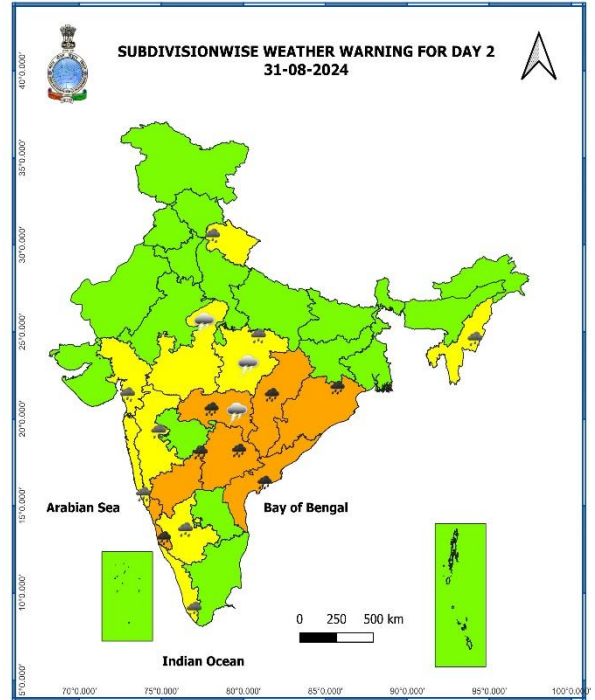 SUBDIVISIONWISE WEATHER WARNING FOR DAY 2
31-08-2024
40°0.000'
35°0.000'
30°0.000'
25°0.000'
20°0.000'
15°0.000'
10°0.000'
5°0.000'
Arabian Sea
Bay of Bengal
0 250 500 km
Indian Ocean
70°0.000' 75°0.000' 80°0.000' 85°0.000' 90°0.000' 95°0.000' 100°0.000'